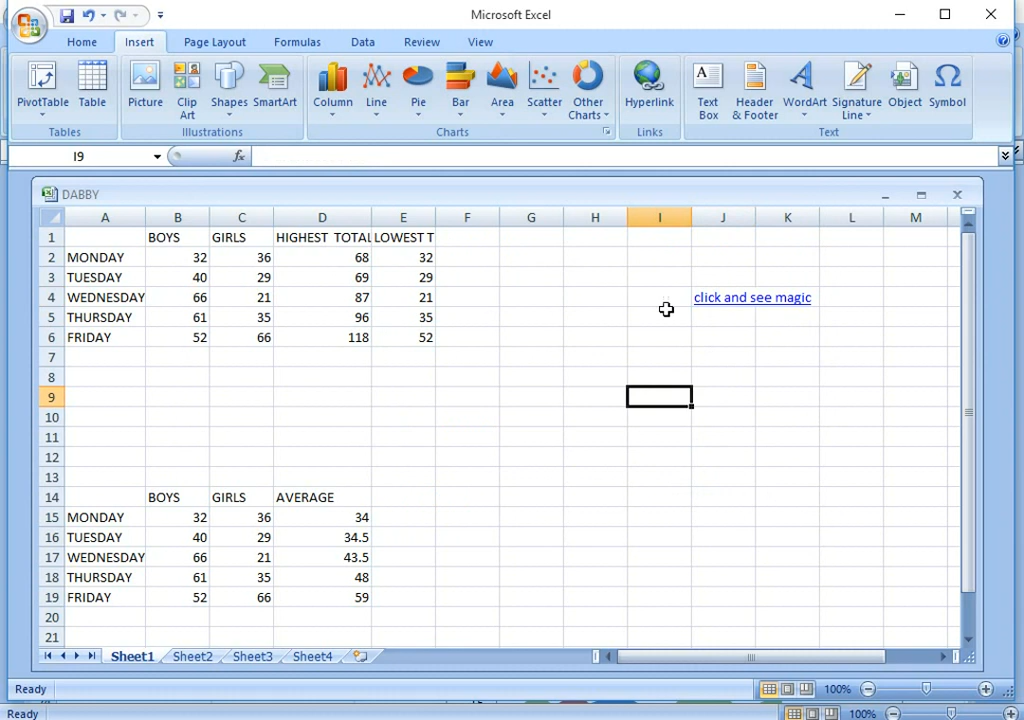 Microsoft Excel
Home Insert Page Layout Formulas Data Review View
PivotTable Table Picture Clip Art Shapes SmartArt Column Line Pie Bar Area Scatter Other Charts Hyperlink Text Box Header & Footer WordArt Signature Line Object Symbol
Tables Illustrations Charts Links Text
I9 fx
DABBY
A B C D E F G H I J K L M
1 BOYS GIRLS HIGHEST TOTAL LOWEST T
2 MONDAY 32 36 68 32
3 TUESDAY 40 29 69 29
4 WEDNESDAY 66 21 87 21 click and see magic
5 THURSDAY 61 35 96 35
6 FRIDAY 52 66 118 52
7
8
9
10
11
12
13
14 BOYS GIRLS AVERAGE
15 MONDAY 32 36 34
16 TUESDAY 40 29 34.5
17 WEDNESDAY 66 21 43.5
18 THURSDAY 61 35 48
19 FRIDAY 52 66 59
20
21
Sheet1 Sheet2 Sheet3 Sheet4
Ready 100%
Ready 100%